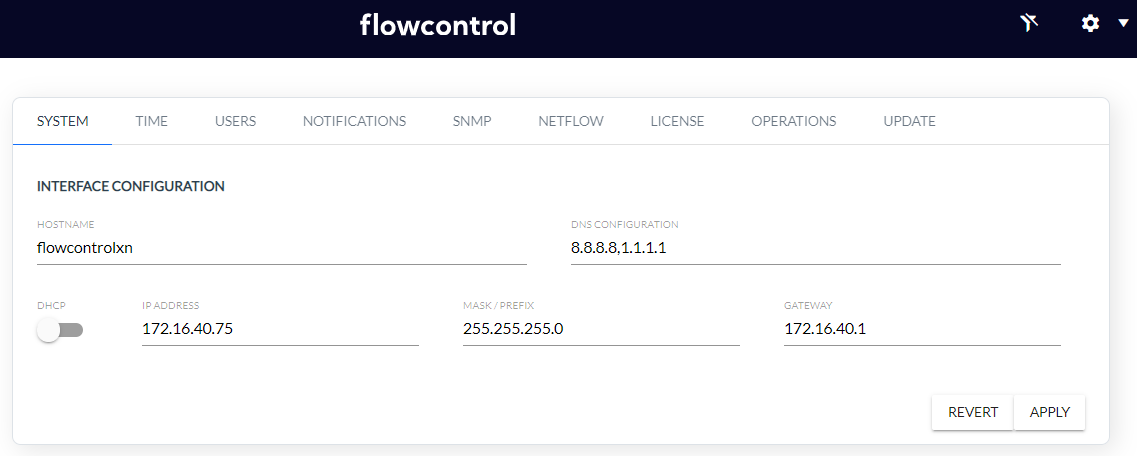 flowcontrol
SYSTEM TIME USERS NOTIFICATIONS SNMP NETFLOW LICENSE OPERATIONS UPDATE
INTERFACE CONFIGURATION
HOSTNAME DNS CONFIGURATION
flowcontrolxn 8.8.8.8,1.1.1.1
DHCP IP ADDRESS MASK / PREFIX GATEWAY
172.16.40.75 255.255.255.0 172.16.40.1
REVERT APPLY